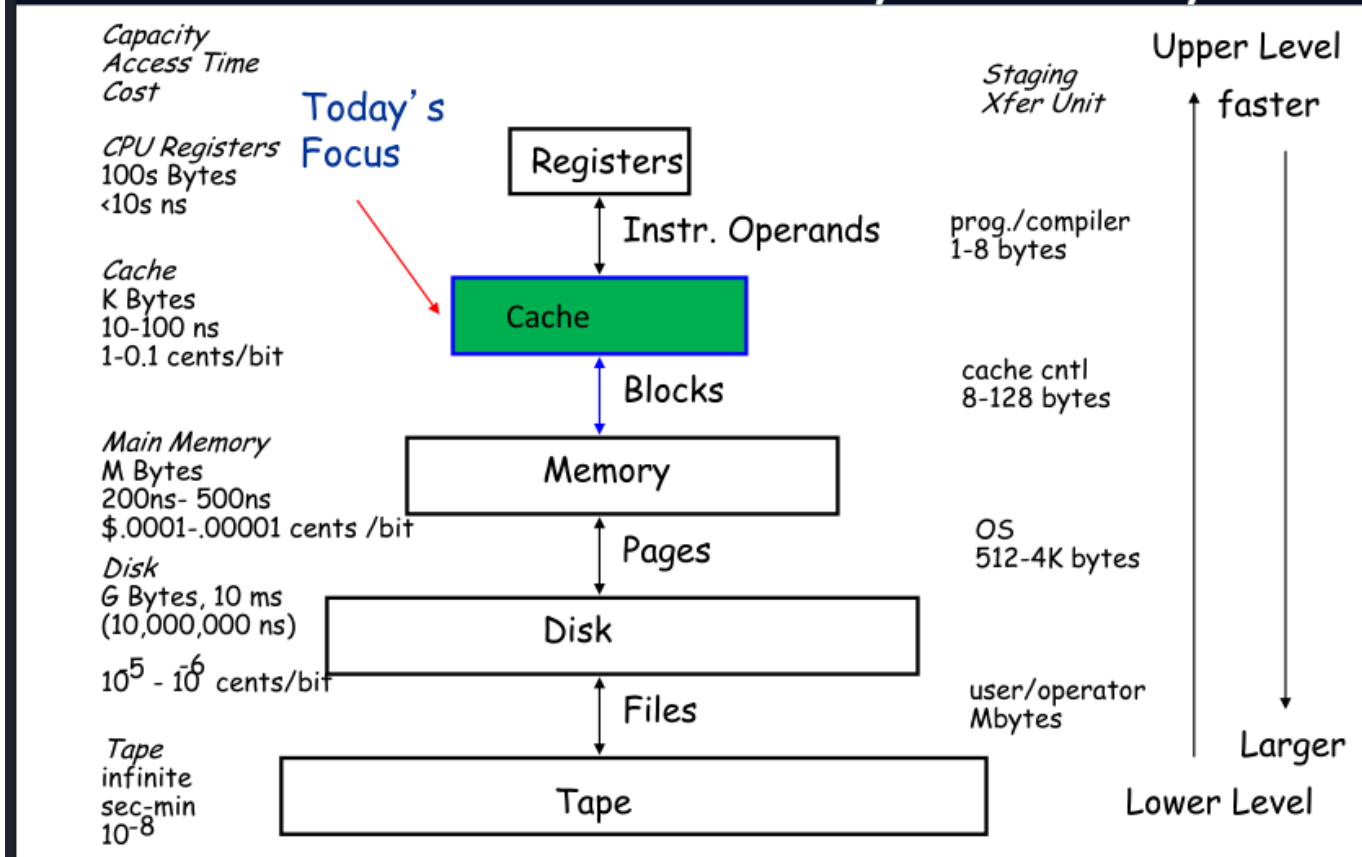 Capacity
Access Time
Cost
Today's
Focus
CPU Registers
100s Bytes
<10s ns
Cache
K Bytes
10-100 ns
1-0.1 cents/bit
Main Memory
M Bytes
200ns- 500ns
$.0001-.00001 cents /bit
Disk
G Bytes, 10 ms
(10,000,000 ns)
10-5 - 10-6 cents/bit
Tape
infinite
sec-min
10-8
Registers
Instr. Operands
Cache
Blocks
Memory
Pages
Disk
Files
Tape
Staging
Xfer Unit
prog./compiler
1-8 bytes
cache cntl
8-128 bytes
OS
512-4K bytes
user/operator
Mbytes
Upper Level
faster
Larger
Lower Level